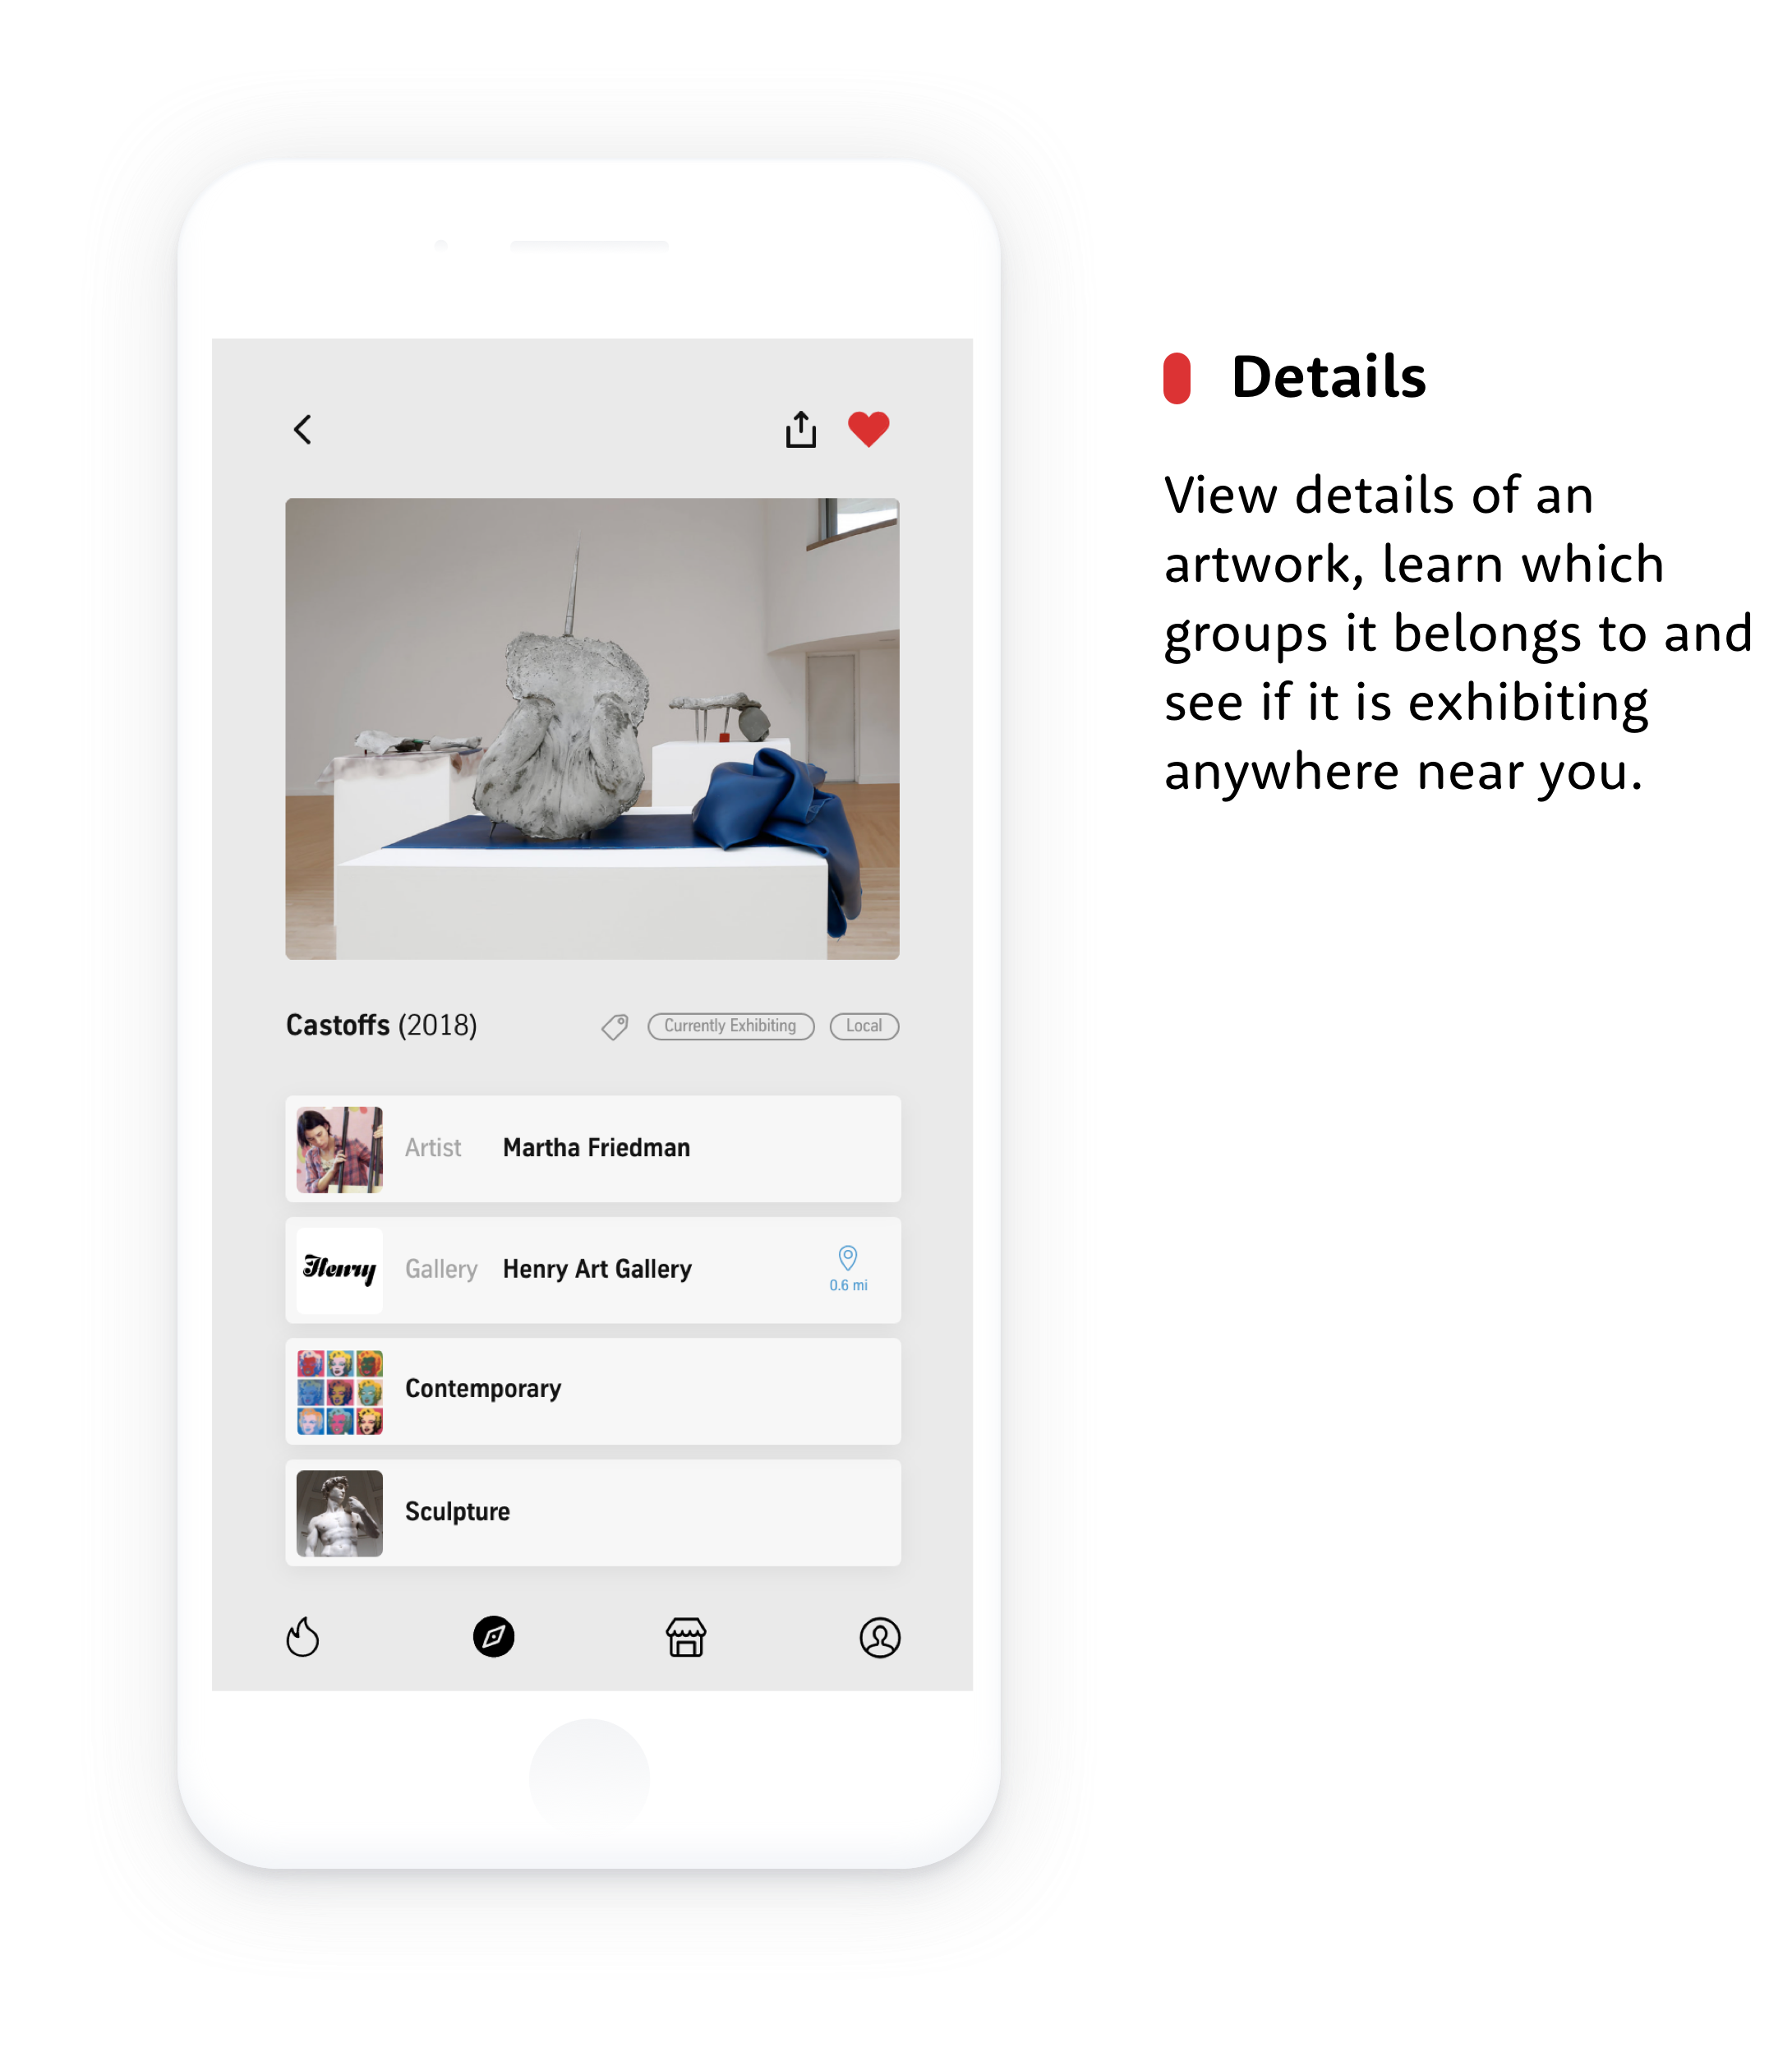 Details
View details of an
artwork, learn which
groups it belongs to and
see if it is exhibiting
anywhere near you.
Castoffs (2018)
Currently Exhibiting
Local
Artist Martha Friedman
Henry
Gallery Henry Art Gallery
0.6 mi
Contemporary
Sculpture